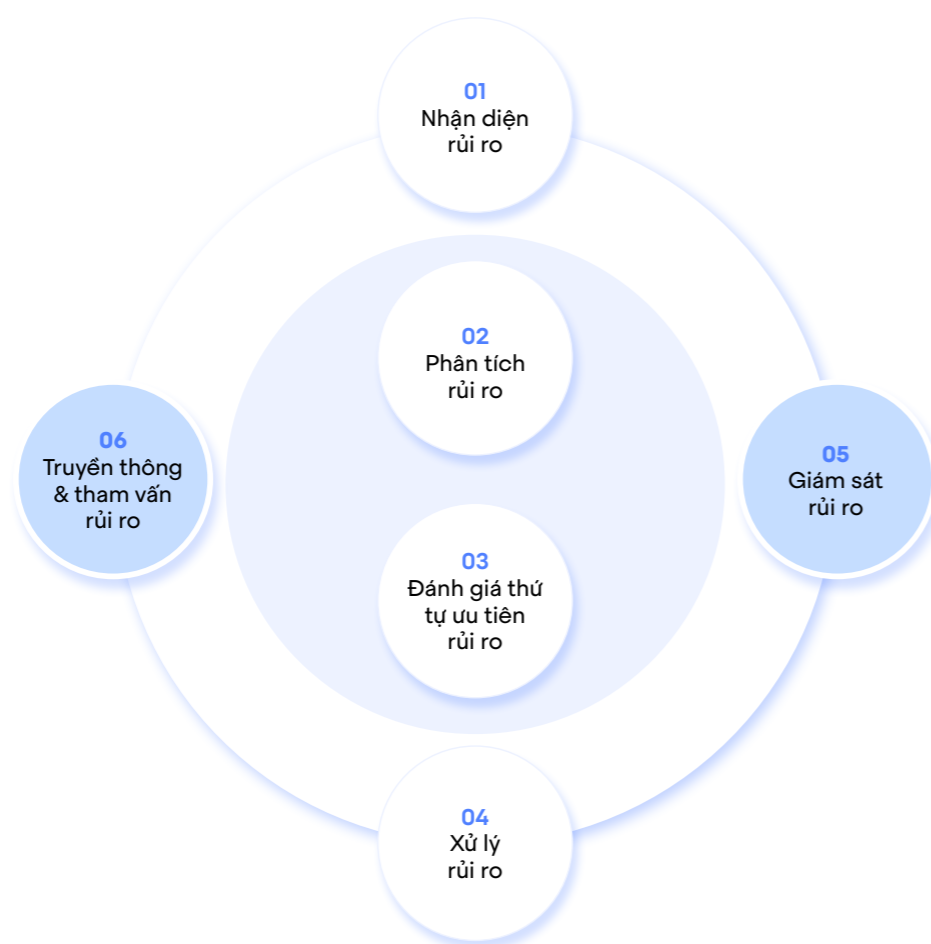 01
Nhận diện
rủi ro
02
Phân tích
rủi ro
03
Đánh giá thứ
tự ưu tiên
rủi ro
04
Xử lý
rủi ro
05
Giám sát
rủi ro
06
Truyền thông
& tham vấn
rủi ro